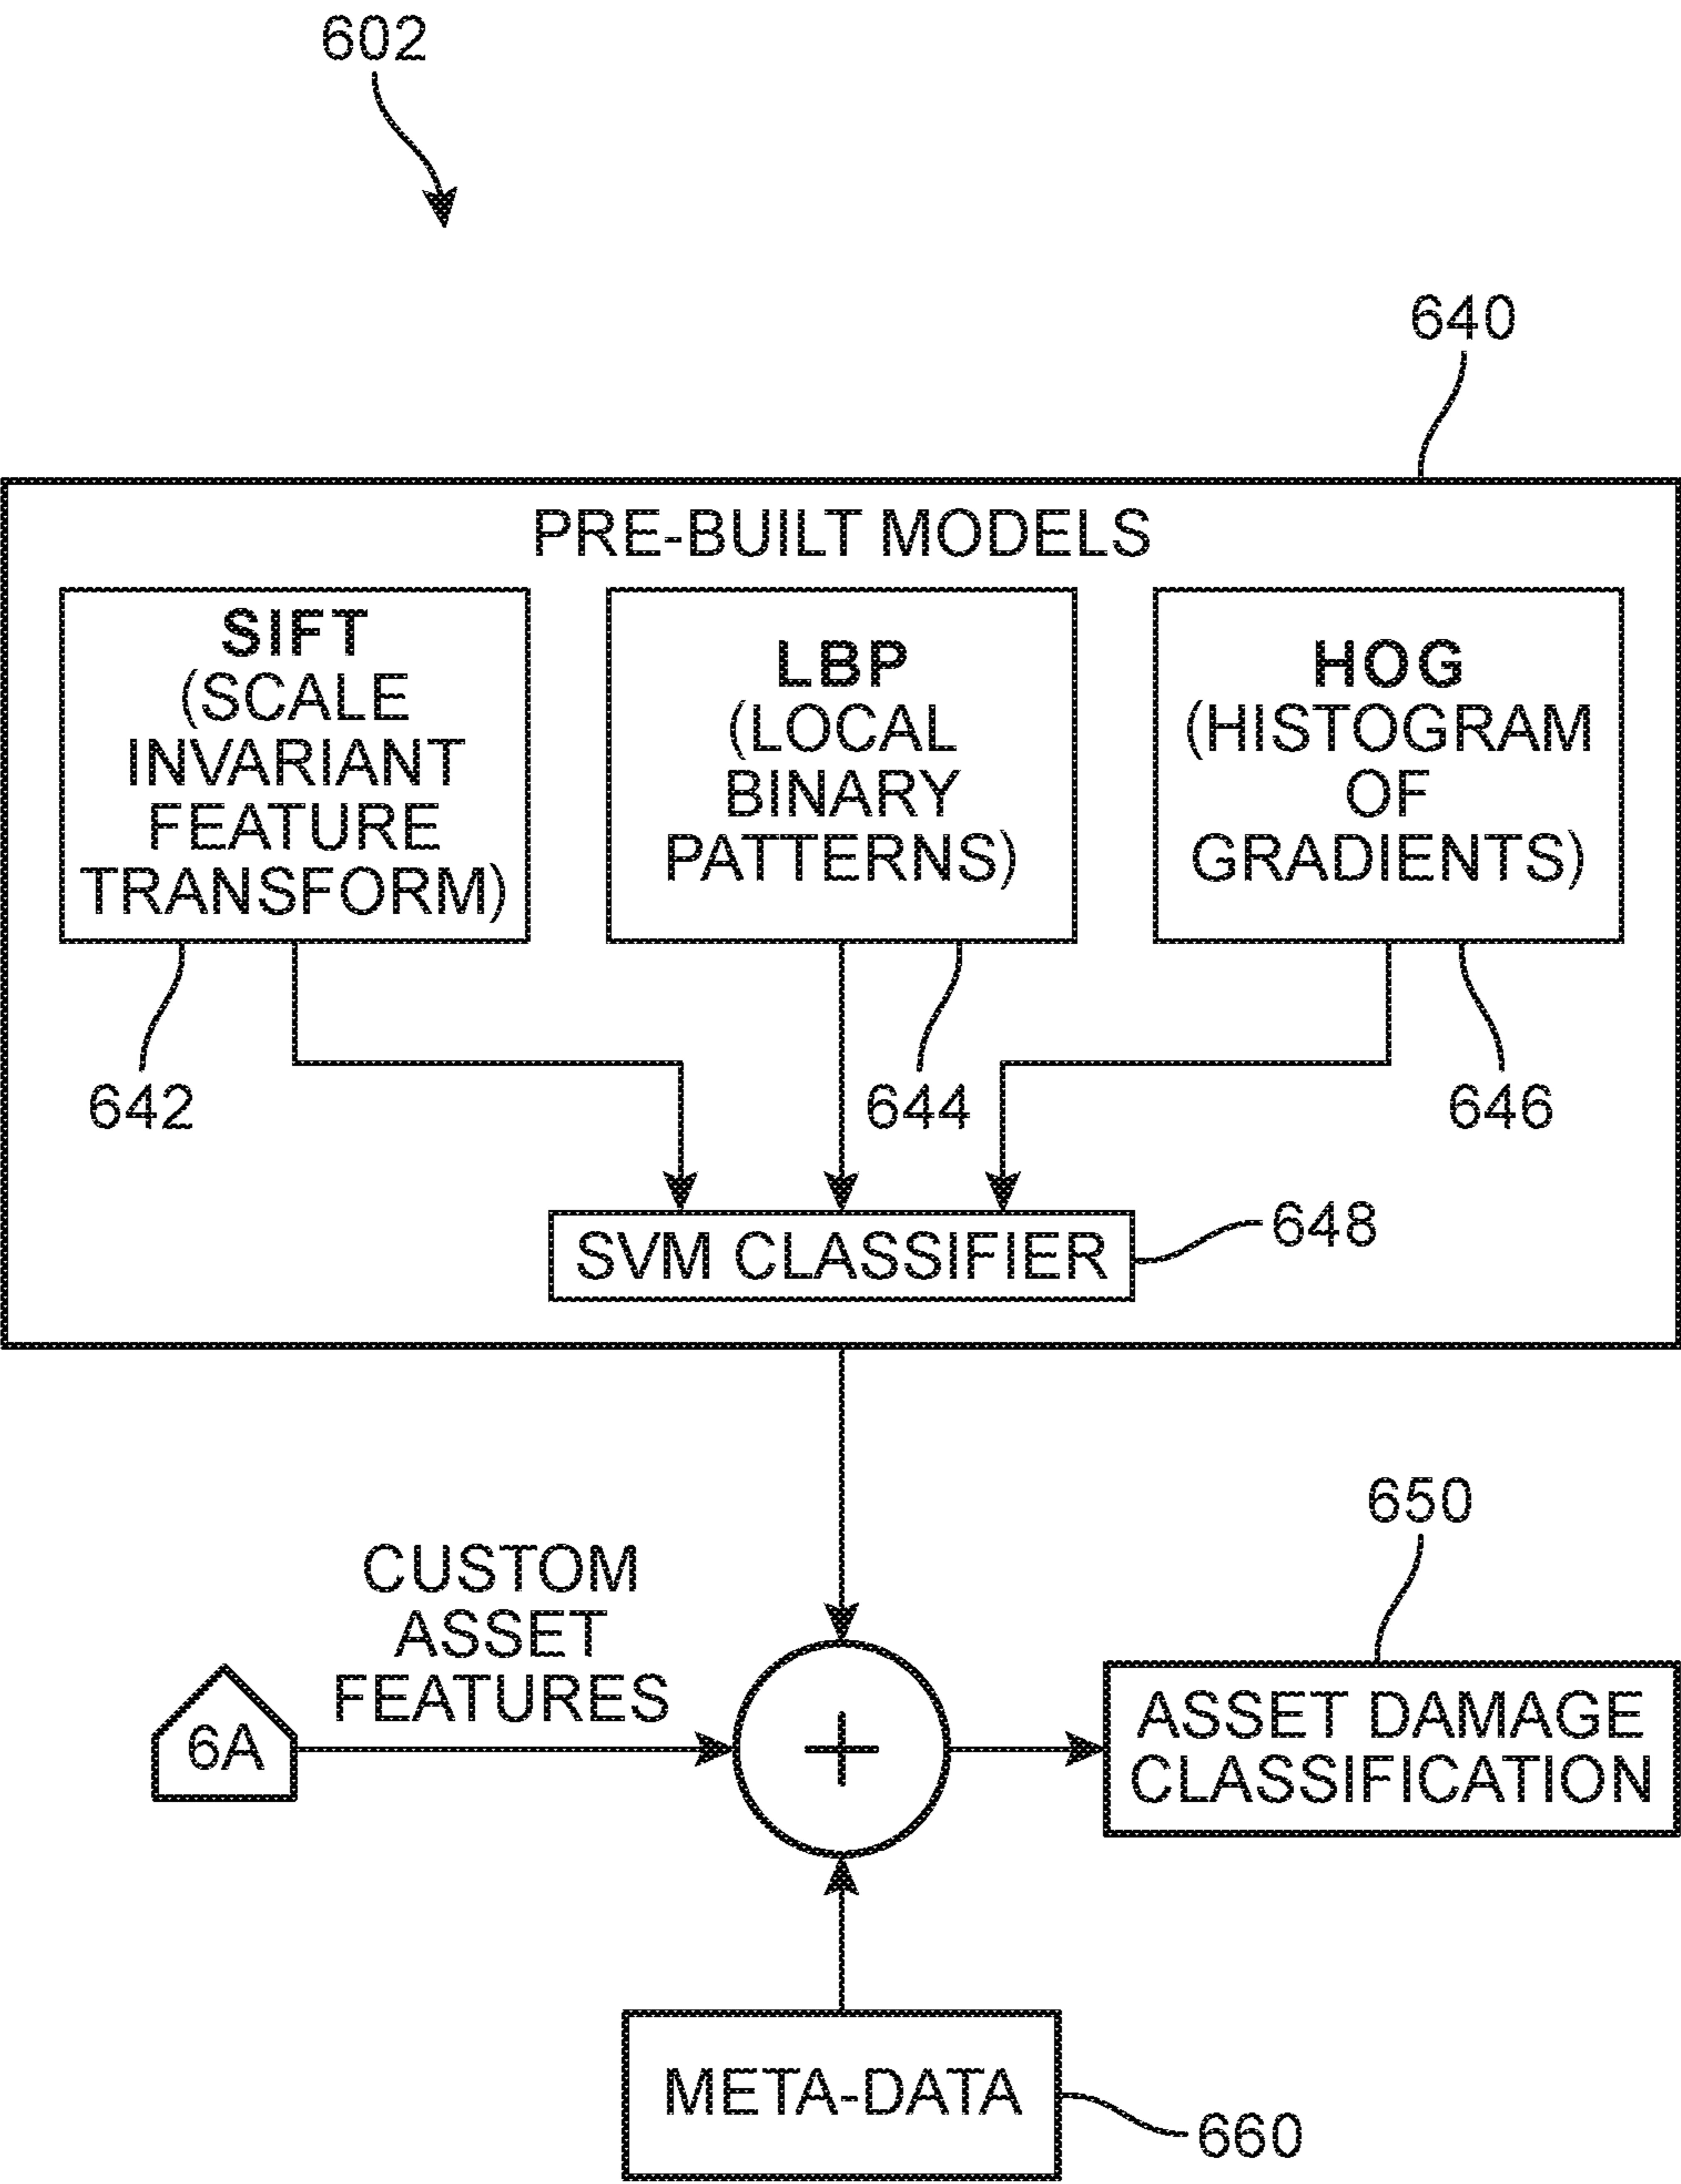 602
640
PRE-BUILT MODELS
SIFT
(SCALE
INVARIANT
FEATURE
TRANSFORM)
LBP
(LOCAL
BINARY
PATTERNS)
HOG
(HISTOGRAM
OF
GRADIENTS)
642
644
646
SVM CLASSIFIER
648
650
CUSTOM
ASSET
FEATURES
6A
+
ASSET DAMAGE
CLASSIFICATION
META-DATA
660